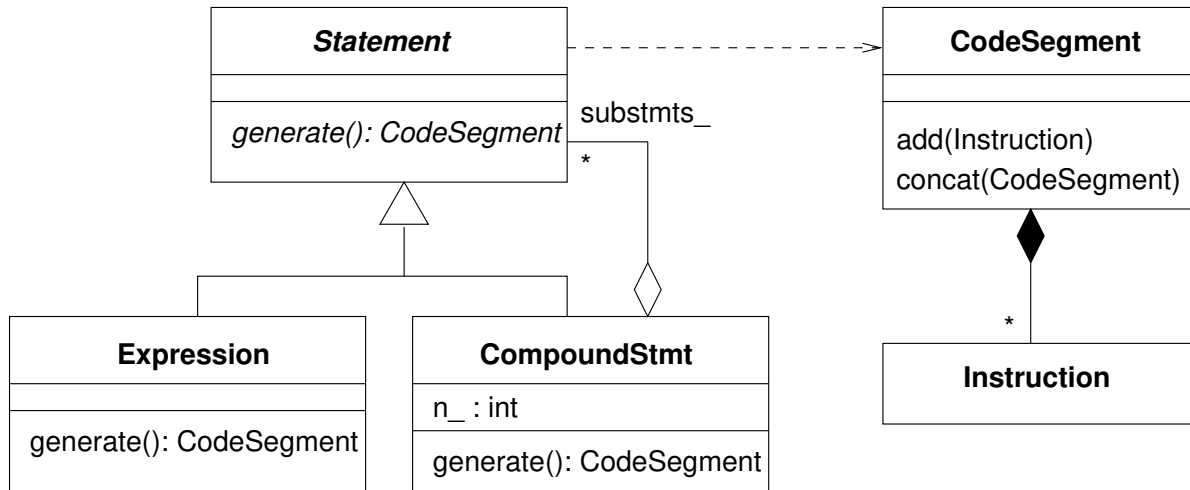 Statement
generate(): CodeSegment
substmts_
*
CodeSegment
add(Instruction)
concat(CodeSegment)
Expression
generate(): CodeSegment
CompoundStmt
n_ : int
generate(): CodeSegment
*
Instruction